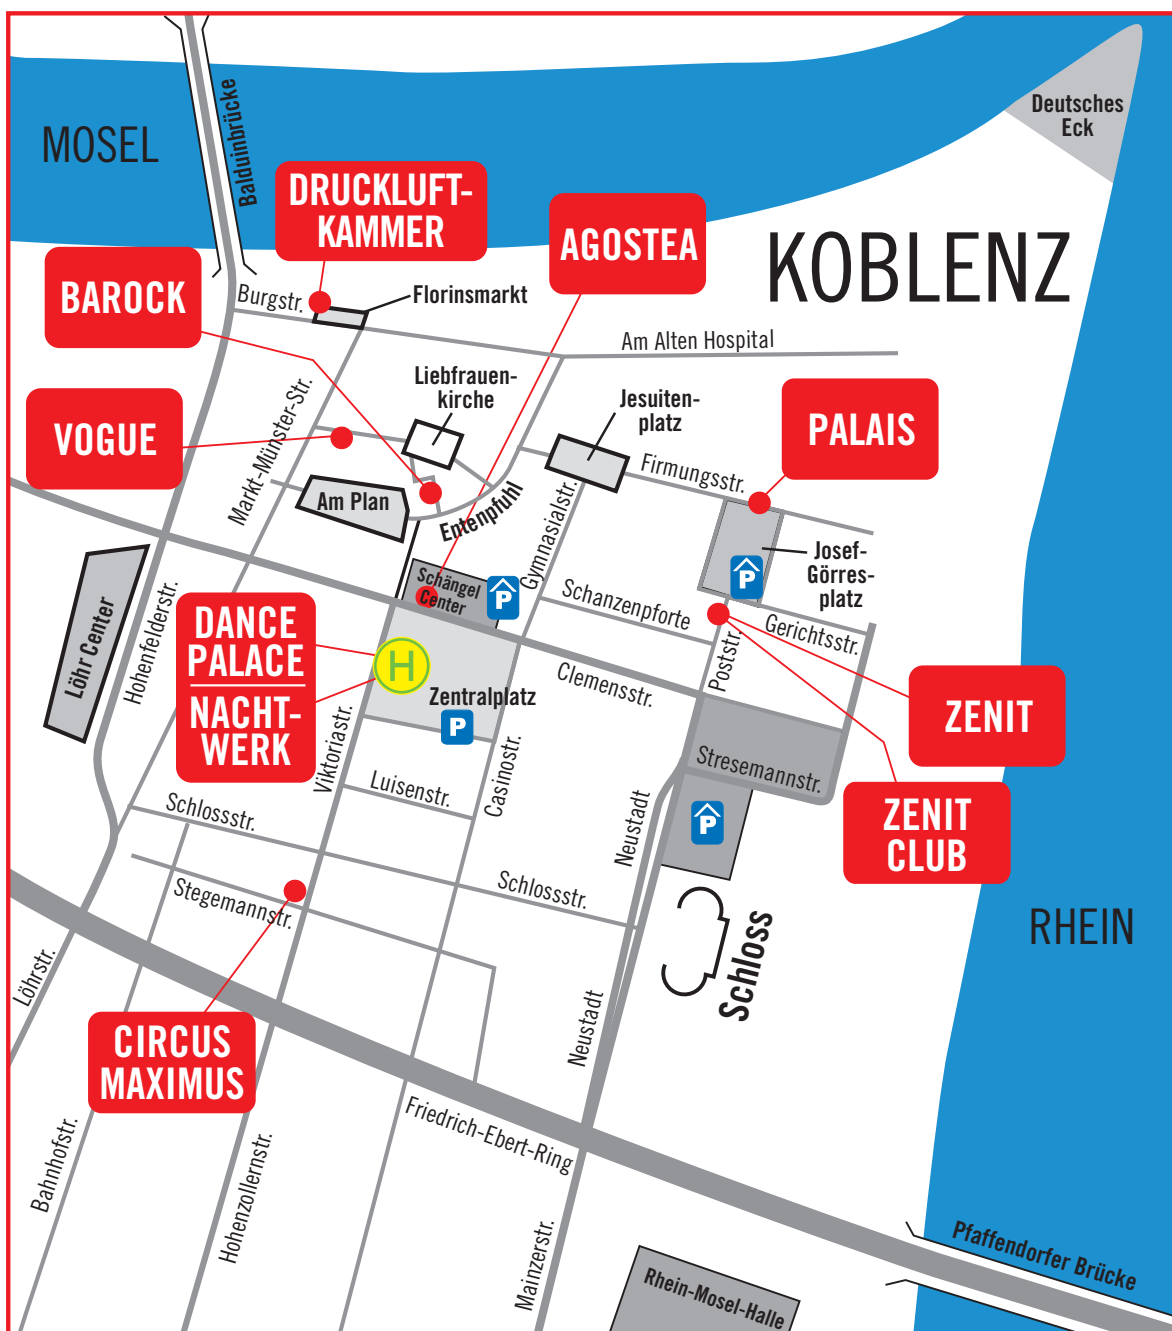 MOSEL
Balduinbrücke
Deutsches
Eck
DRUCKLUFT-
KAMMER
AGOSTEA
KOBLENZ
BAROCK
Burgstr.
Florinsmarkt
Am Alten Hospital
Liebfrauen-
kirche
Jesuiten-
platz
PALAIS
VOGUE
Markt-Münster-Str.
Am Plan
Entenpfuhl
Firmungsstr.
Gymnasialstr.
Josef-
Görres-
platz
P
Schängel
Center
P
Schanzenpforte
Gerichtsstr.
Löhr Center
Hohenfelderstr.
DANCE
PALACE
NACHT-
WERK
H
Zentralplatz
P
Clemensstr.
Poststr.
ZENIT
Viktoriastr.
Casinostr.
Luisenstr.
Stresemannstr.
Schlossstr.
Neustadt
P
ZENIT
CLUB
Stegemannstr.
Schlossstr.
Schloss
RHEIN
Löhrstr.
Neustadt
CIRCUS
MAXIMUS
Friedrich-Ebert-Ring
Bahnhofstr.
Hohenzollernstr.
Mainzerstr.
Pfaffendorfer Brücke
Rhein-Mosel-Halle